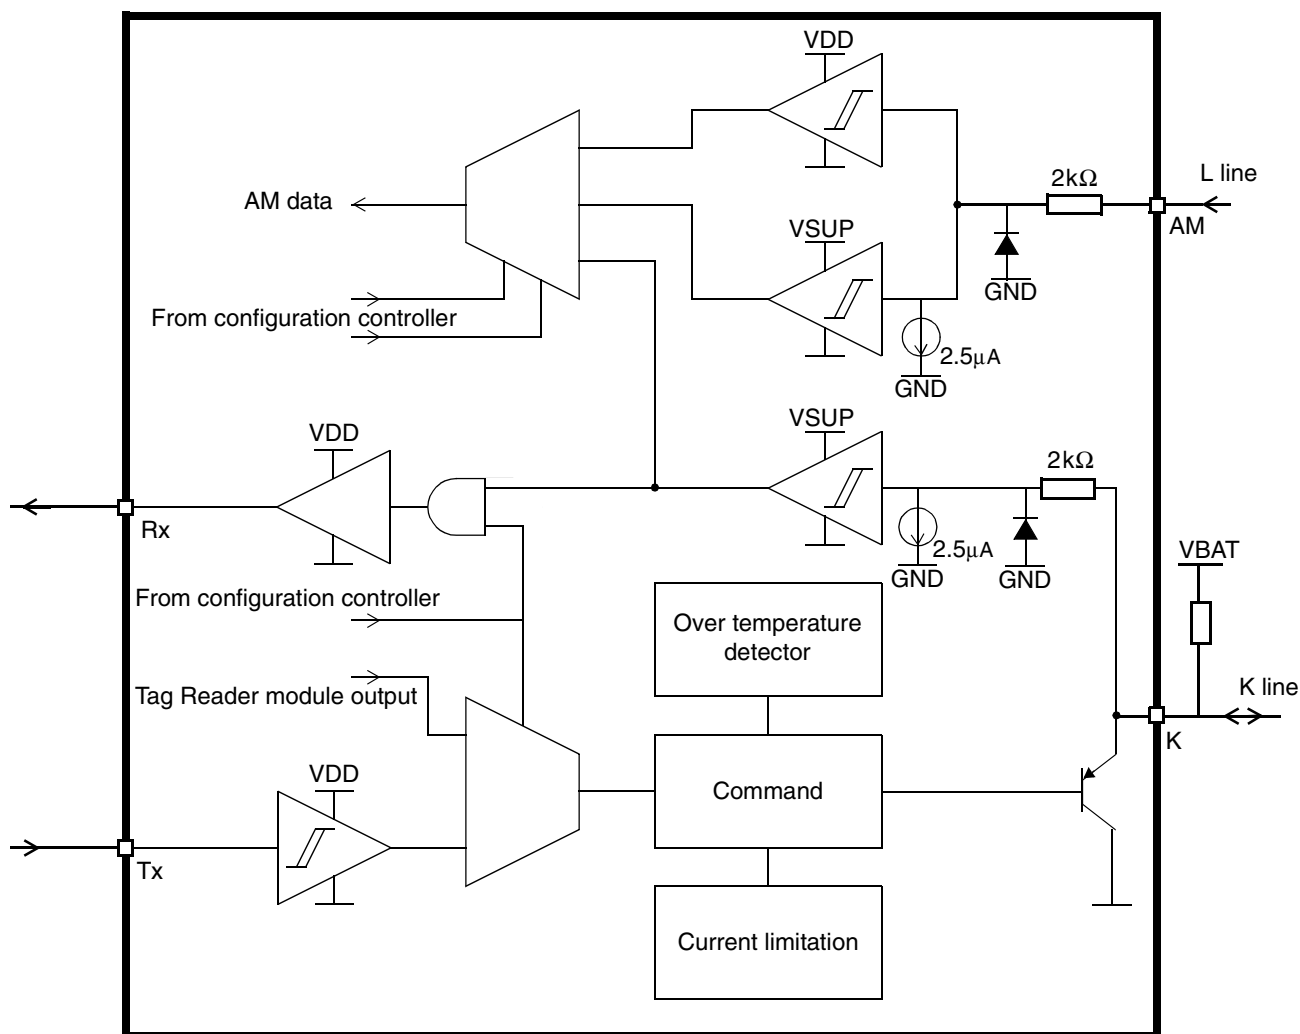 VDD
2kΩ
L line
AM data
VSUP
AM
GND
From configuration controller
2.5μA
GND
VDD
VSUP
2kΩ
Rx
2.5μA
GND
GND
VBAT
From configuration controller
Over temperature
detector
Tag Reader module output
K line
K
VDD
Command
Tx
Current limitation